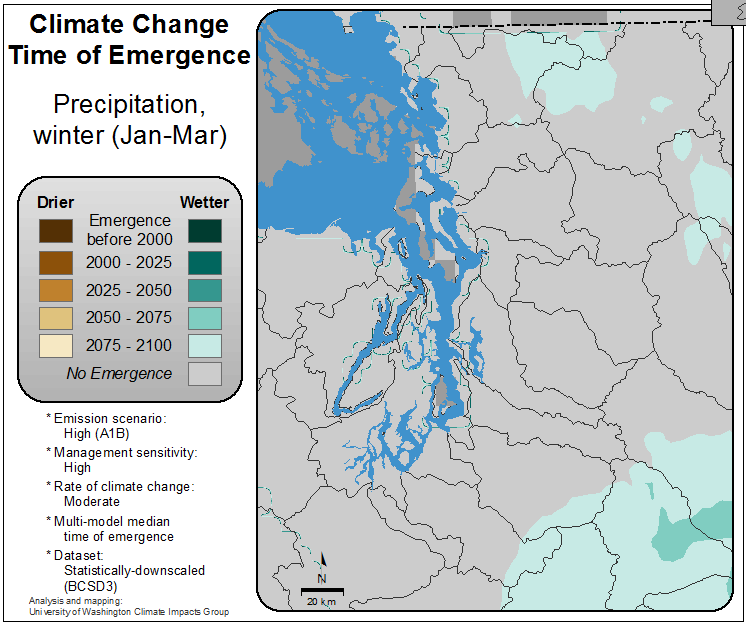 Climate Change
Time of Emergence
Precipitation,
winter (Jan-Mar)
Drier Wetter
Emergence
before 2000
2000 - 2025
2025 - 2050
2050 - 2075
2075 - 2100
No Emergence
* Emission scenario:
High (A1B)
* Management sensitivity:
High
* Rate of climate change:
Moderate
* Multi-model median
time of emergence
* Dataset:
Statistically-downscaled
(BCSD3)
Analysis and mapping:
University of Washington Climate Impacts Group
N
20 km